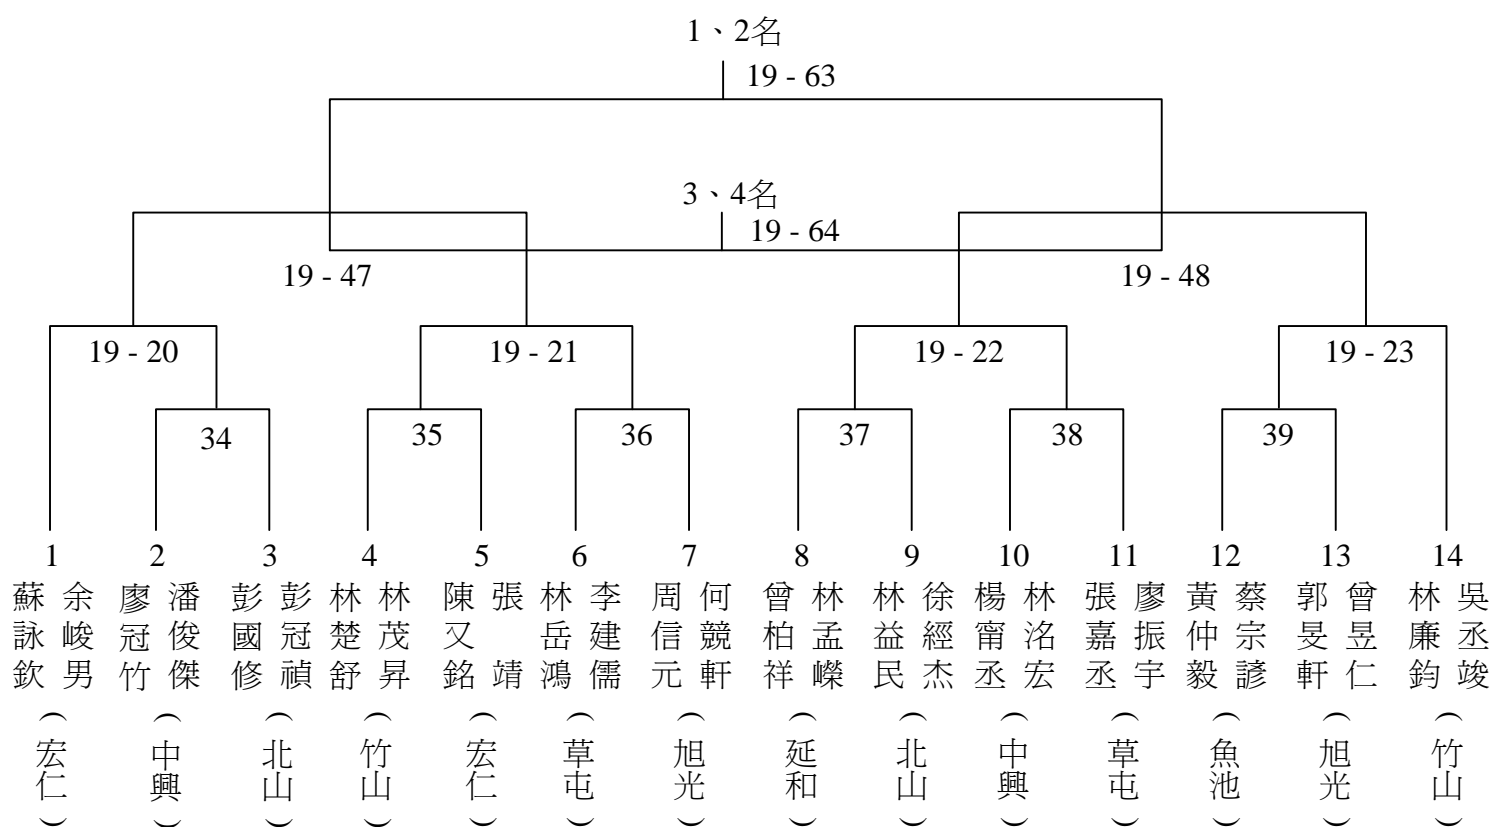 1、2名
19 - 63
3、4名
19 - 64
19 - 47
19 - 48
19 - 20
19 - 21
19 - 22
19 - 23
34
35
36
37
38
39
1
2
3
4
5
6
7
8
9
10
11
12
13
14
蘇詠欽
余峻男
廖冠竹
潘俊傑
彭國修
彭冠禎
林楚舒
林茂昇
陳又銘
張靖
林岳鴻
李建儒
周信元
何競軒
曾柏祥
林孟嶸
林益民
徐經杰
楊甯丞
林洺宏
張嘉丞
廖振宇
黃仲毅
蔡宗諺
郭旻軒
曾昱仁
林廉鈞
吳丞竣
(宏仁)
(中興)
(北山)
(竹山)
(宏仁)
(草屯)
(旭光)
(延和)
(北山)
(中興)
(草屯)
(魚池)
(旭光)
(竹山)